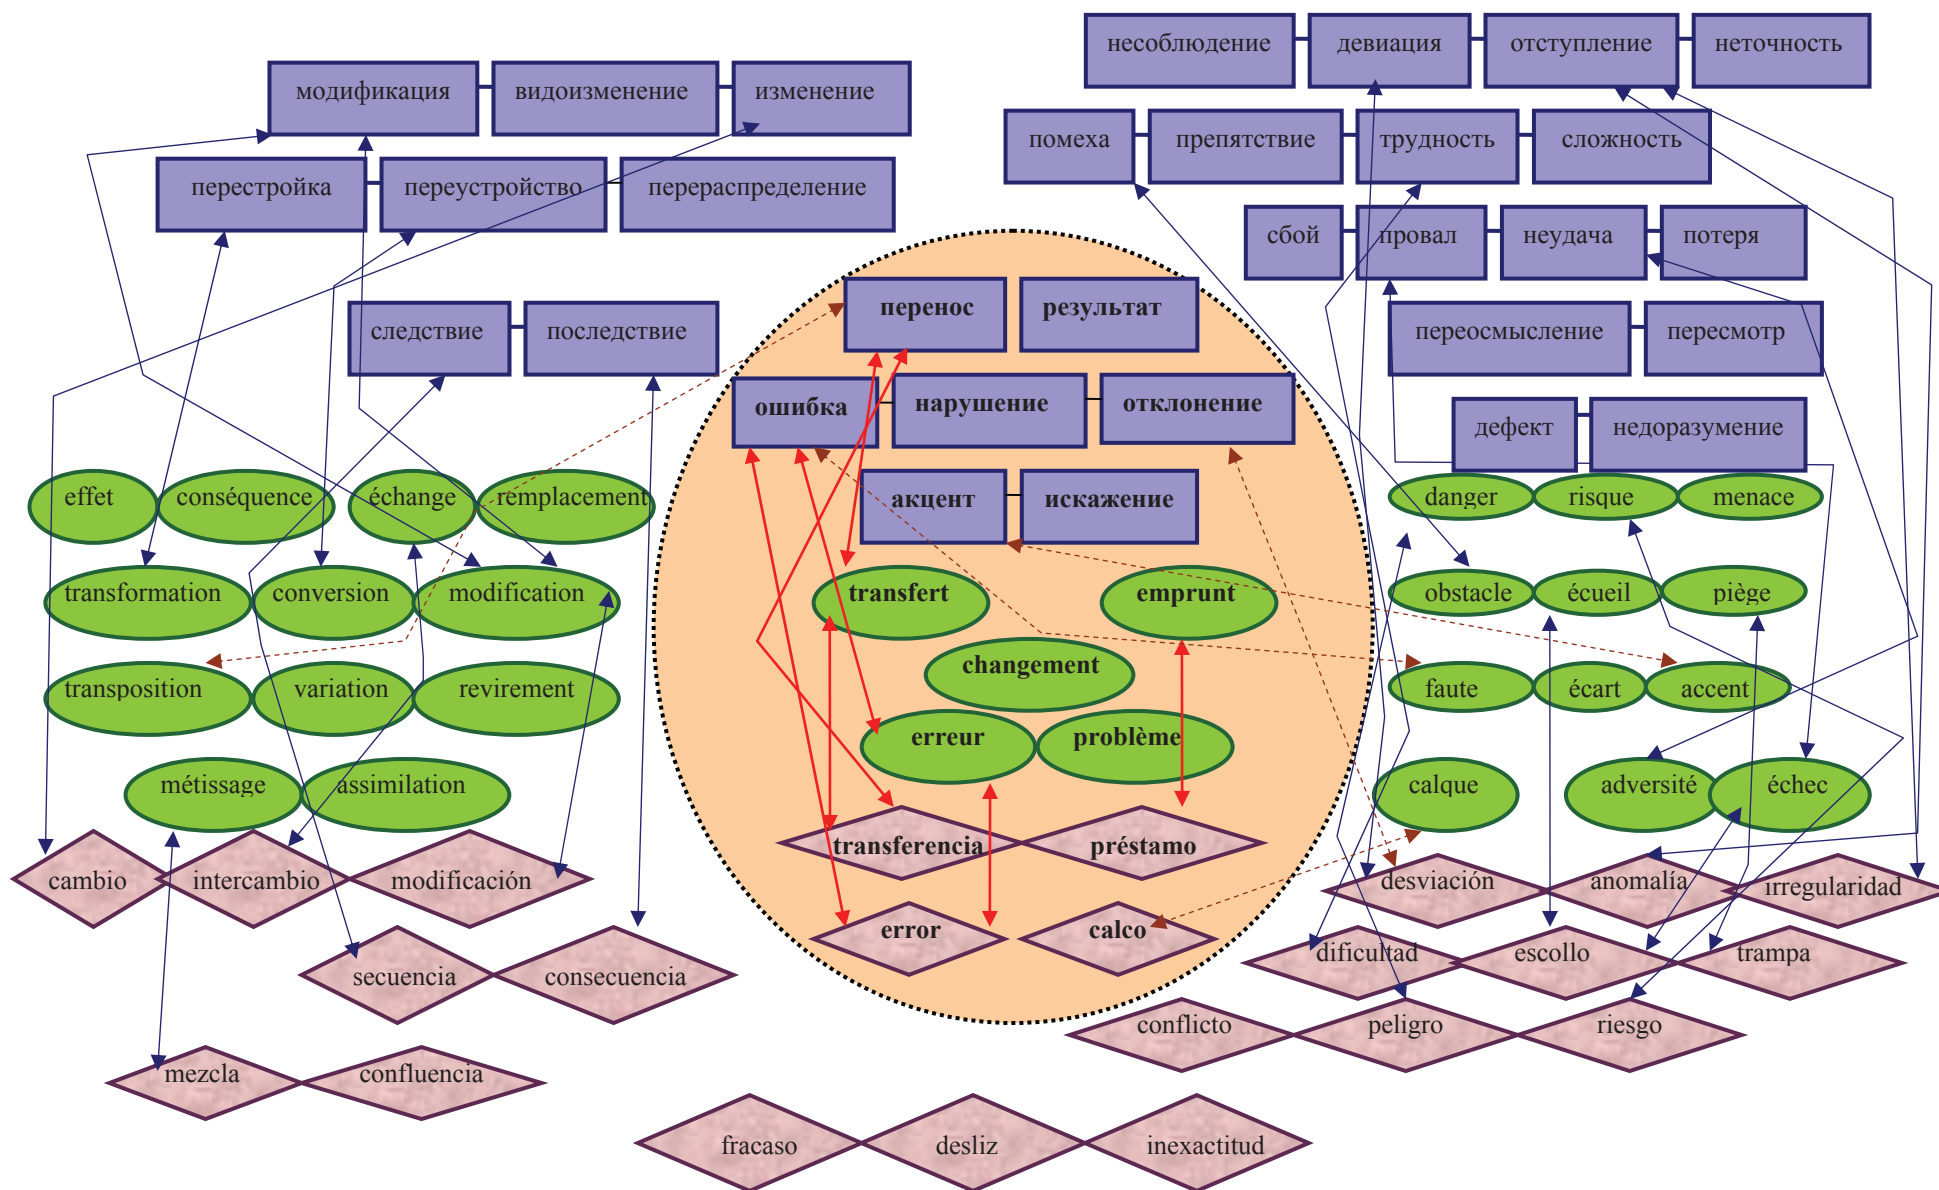 несоблюдение девиация отступление неточность
модификация видоизменение изменение
помеха препятствие трудность сложность
перестройка переустройство перераспределение
сбой провал неудача потеря
перенос результат
следствие последствие
переосмысление пересмотр
ошибка нарушение отклонение
дефект недоразумение
акцент искажение
effet conséquence échange remplacement
danger risque menace
transformation conversion modification
transfert emprunt
obstacle écueil piège
changement
transposition variation revirement
faute écart accent
erreur problème
métissage assimilation
calque adversité échec
transferencia préstamo
cambio intercambio modificación
desviación anomalía irregularidad
error calco
dificultad escollo trampa
secuencia consecuencia
conflicto peligro riesgo
mezcla confluencia
fracaso desliz inexactitud